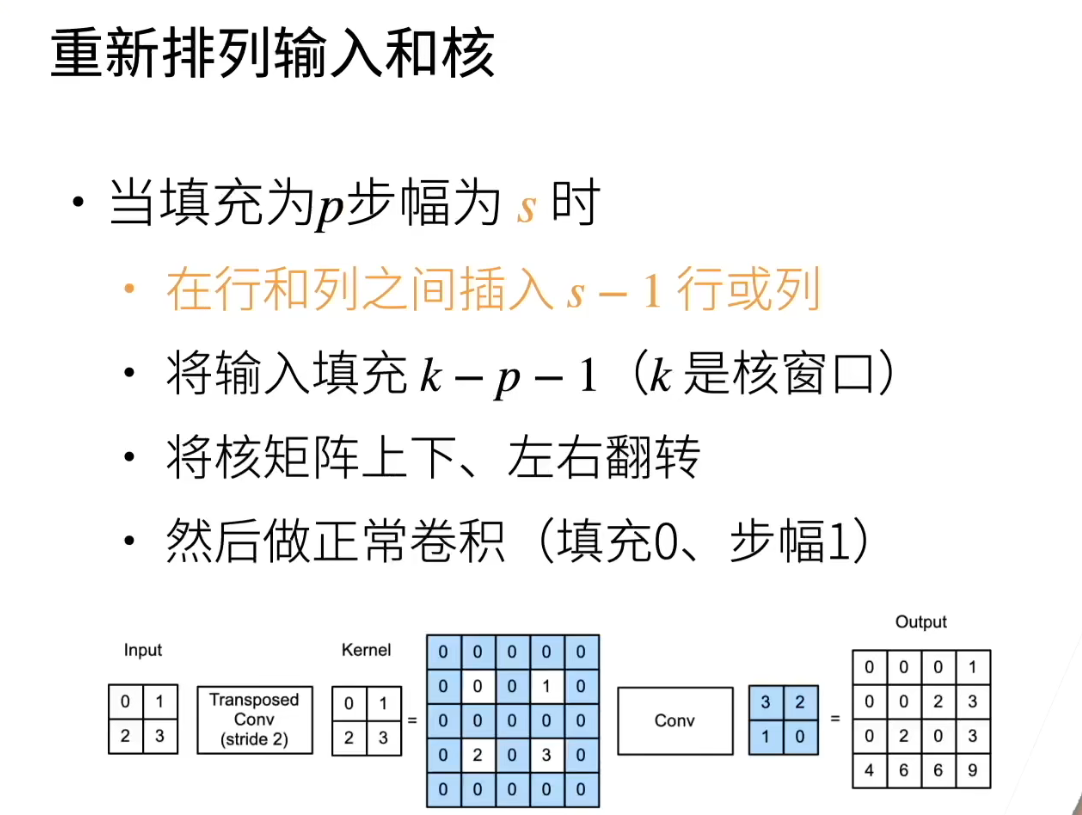 重新排列输入和核
• 当填充为p步幅为 s 时
• 在行和列之间插入 s – 1 行或列
• 将输入填充 k – p – 1（k 是核窗口）
• 将核矩阵上下、左右翻转
• 然后做正常卷积（填充0、步幅1）
Input
0 1
2 3
Transposed
Conv
(stride 2)
Kernel
0 1
2 3
=
0 0 0 0 0
0 0 0 1 0
0 0 0 0 0
0 2 0 3 0
0 0 0 0 0
Conv
3 2
1 0
=
Output
0 0 0 1
0 0 2 3
0 2 0 3
4 6 6 9